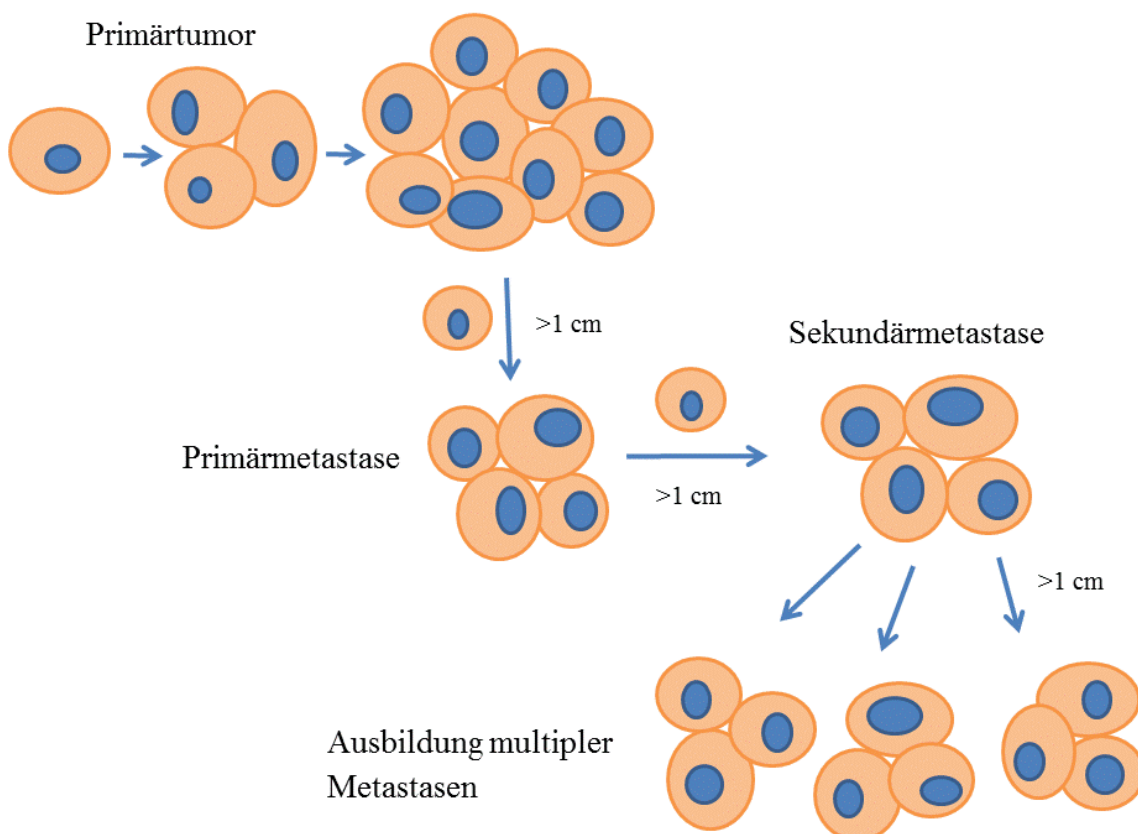 Primärtumor
>1 cm
Sekundärmetastase
Primärmetastase
>1 cm
>1 cm
Ausbildung multipler
Metastasen